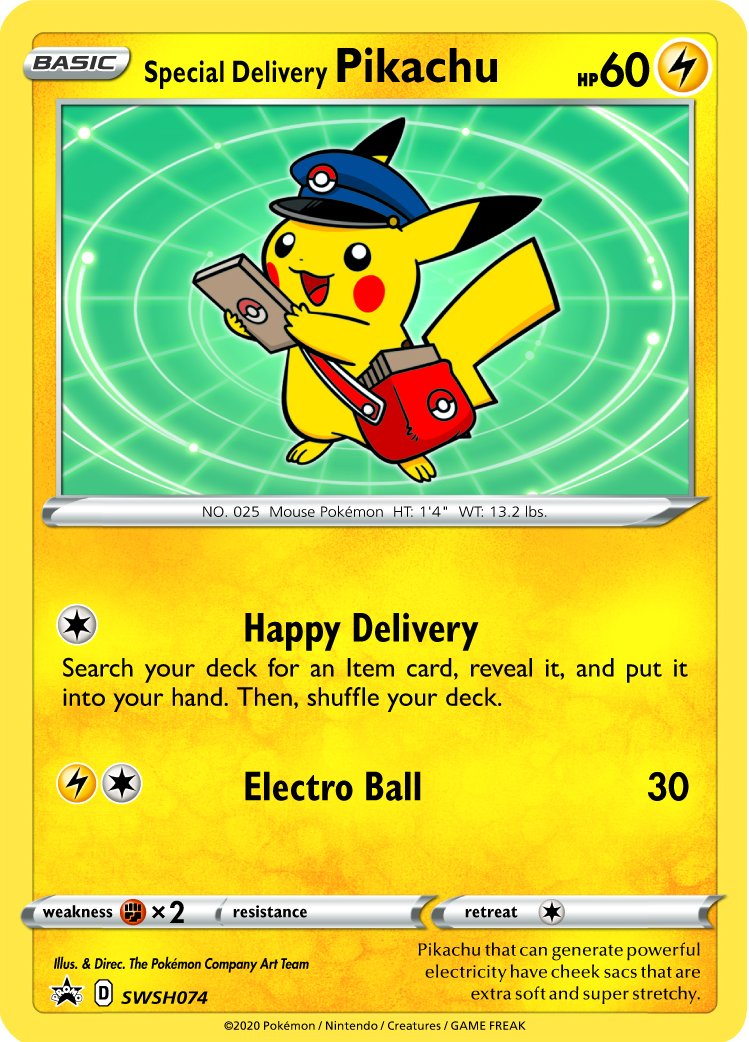 BASIC Special Delivery Pikachu HP 60
NO. 025 Mouse Pokémon HT: 1'4" WT: 13.2 lbs.
Happy Delivery
Search your deck for an Item card, reveal it, and put it
into your hand. Then, shuffle your deck.
Electro Ball 30
weakness ×2 resistance retreat
Illus. & Direc. The Pokémon Company Art Team
Pikachu that can generate powerful
electricity have cheek sacs that are
extra soft and super stretchy.
PROMO D SWSH074
©2020 Pokémon / Nintendo / Creatures / GAME FREAK